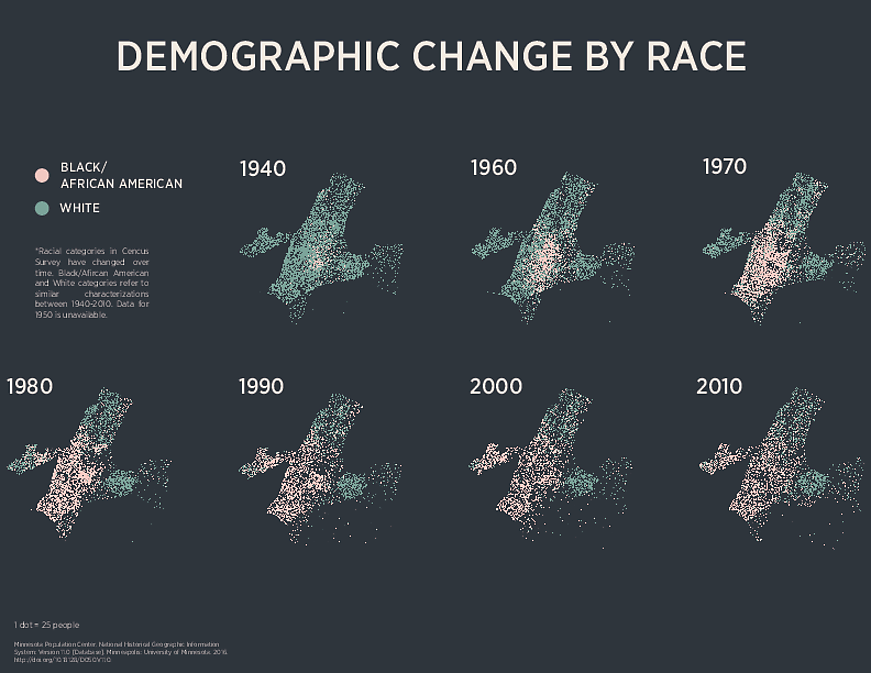 DEMOGRAPHIC CHANGE BY RACE
BLACK/
AFRICAN AMERICAN
WHITE
*Racial categories in Cencus
Survey have changed over
time. Black/Afircan American
and White categories refer to
similar characterizations
between 1940-2010. Data for
1950 is unavailable.
1940
1960
1970
1980
1990
2000
2010
1 dot = 25 people
Minnesota Population Center. National Historical Geographic Information
System: Version 11.0 [Database]. Minneapolis: University of Minnesota. 2016.
http://doi.org/10.18128/D050.V11.0.